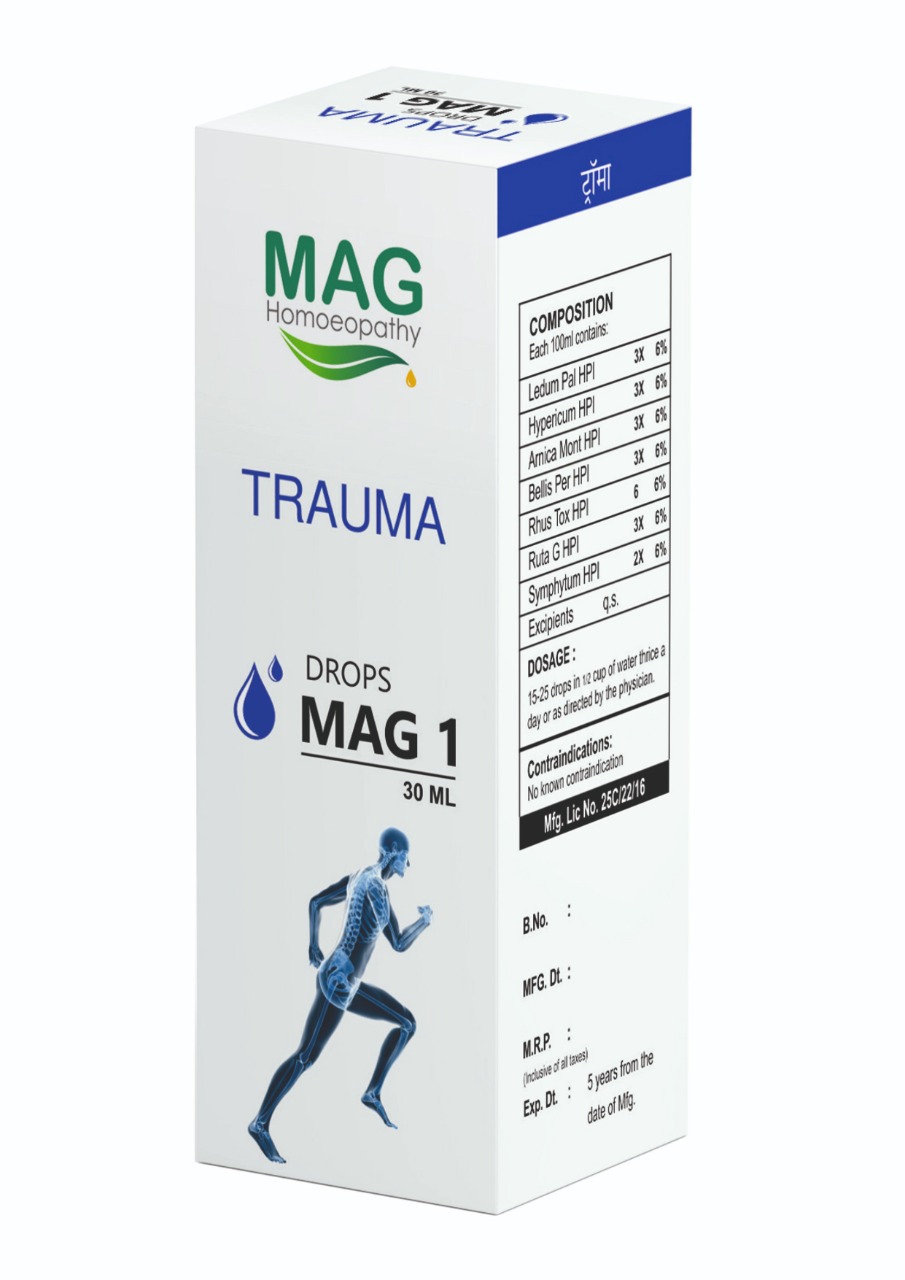 TRAUMA
DROPS
MAG 1
30 ML
MAG
Homoeopathy
TRAUMA
DROPS
MAG 1
30 ML
ट्रॉमा
COMPOSITION
Each 100ml contains:
Ledum Pal HPI 3X 6%
Hypericum HPI 3X 6%
Arnica Mont HPI 3X 6%
Bellis Per HPI 3X 6%
Rhus Tox HPI 6 6%
Ruta G HPI 3X 6%
Symphytum HPI 2X 6%
Excipients q.s.
DOSAGE :
15-25 drops in 1/2 cup of water thrice a
day or as directed by the physician.
Contraindications:
No known contraindication
Mfg. Lic No. 25C/22/16
B.No. :
MFG. Dt. :
M.R.P. :
(Inclusive of all taxes)
Exp. Dt. : 5 years from the
date of Mfg.